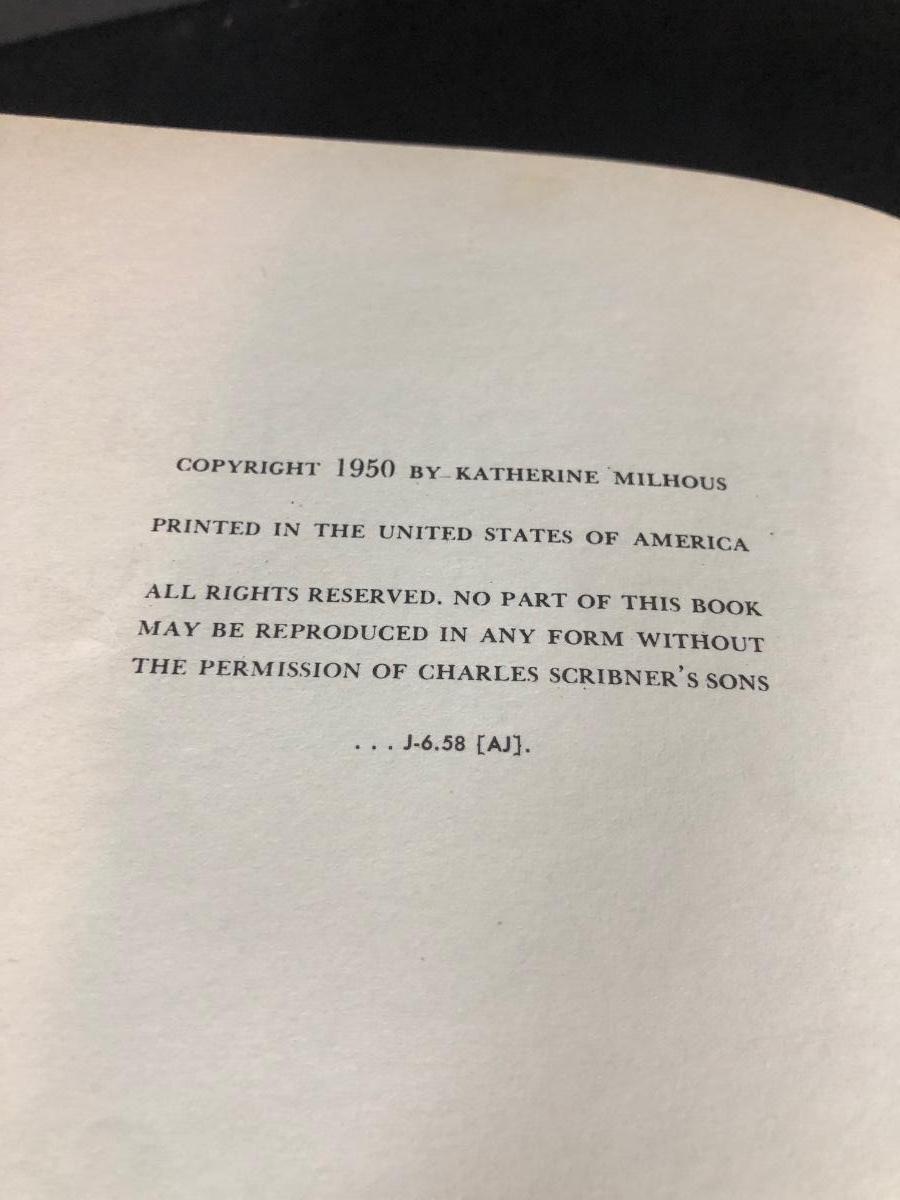 COPYRIGHT 1950 BY KATHERINE MILHOUS
PRINTED IN THE UNITED STATES OF AMERICA
ALL RIGHTS RESERVED. NO PART OF THIS BOOK
MAY BE REPRODUCED IN ANY FORM WITHOUT
THE PERMISSION OF CHARLES SCRIBNER'S SONS
. . . J-6.58 [AJ].